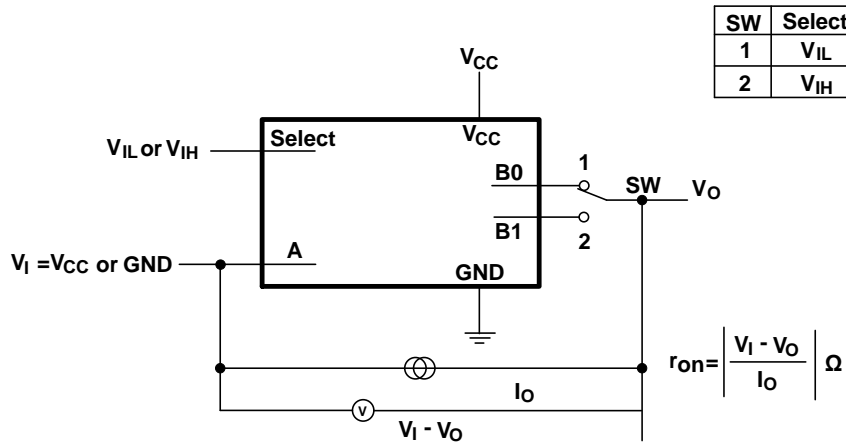 SW Select
1 VIL
2 VIH
VCC
VCC
Select
VIL or VIH
B0
1
SW
VO
B1
2
A
VI =VCC or GND
GND
ron= | VI - VO / IO | Ω
IO
V
VI - VO